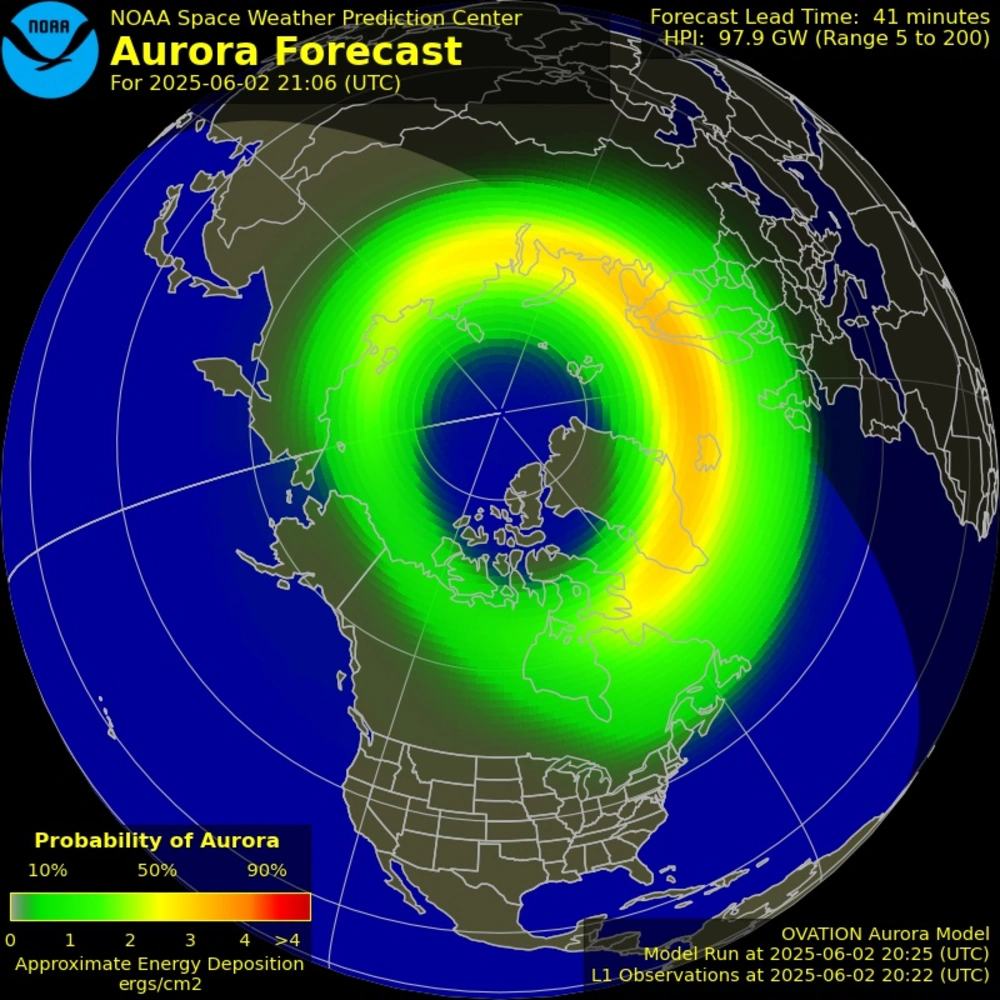 NOAA
NOAA Space Weather Prediction Center
Aurora Forecast
For 2025-06-02 21:06 (UTC)
Forecast Lead Time: 41 minutes
HPI: 97.9 GW (Range 5 to 200)
Probability of Aurora
10% 50% 90%
0 1 2 3 4 >4
Approximate Energy Deposition
ergs/cm2
OVATION Aurora Model
Model Run at 2025-06-02 20:25 (UTC)
L1 Observations at 2025-06-02 20:22 (UTC)